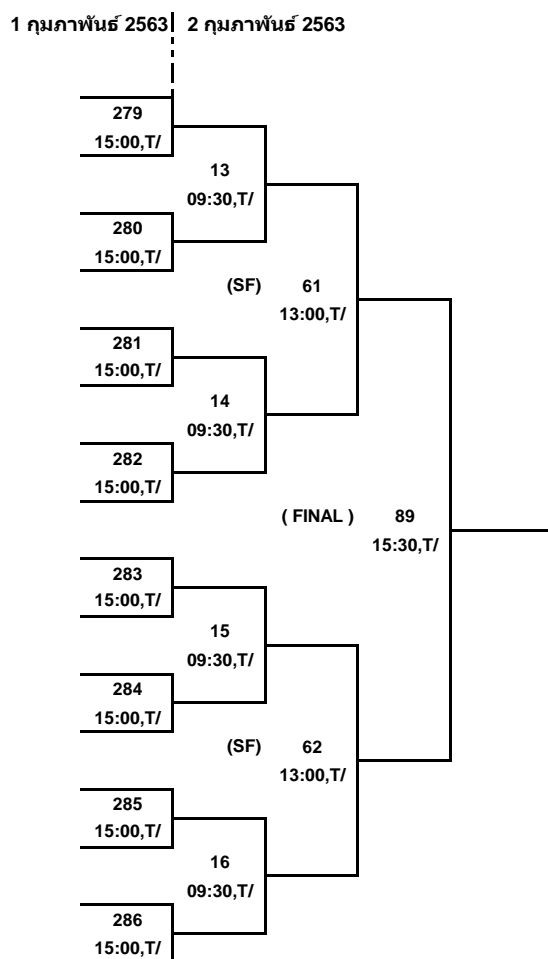 1 กุมภาพันธ์ 2563 2 กุมภาพันธ์ 2563
279
15:00,T/
13
09:30,T/
280
15:00,T/
(SF) 61
13:00,T/
281
15:00,T/
14
09:30,T/
282
15:00,T/
( FINAL ) 89
15:30,T/
283
15:00,T/
15
09:30,T/
284
15:00,T/
(SF) 62
13:00,T/
285
15:00,T/
16
09:30,T/
286
15:00,T/